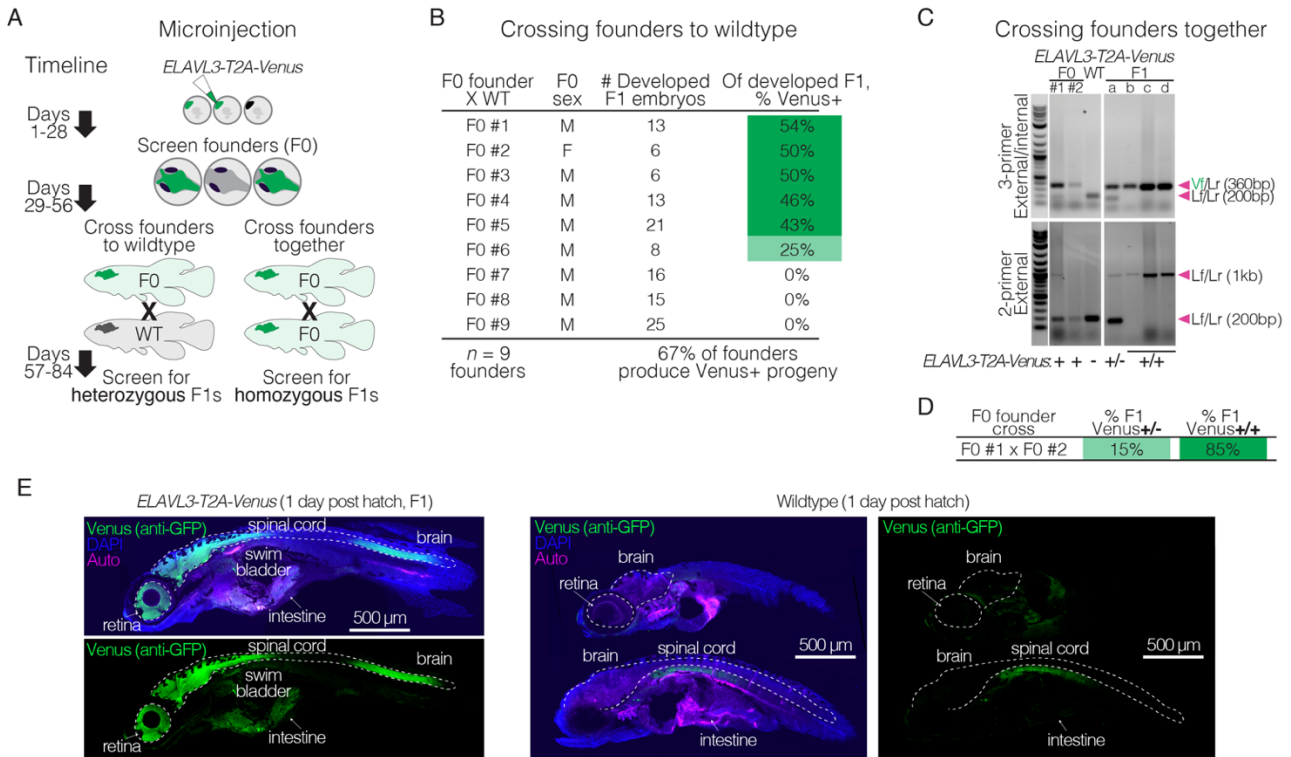 A
Microinjection
Timeline
ELAVL3-T2A-Venus
Days
1-28
Screen founders (F0)
Days
29-56
Cross founders
to wildtype
Cross founders
together
F0
X
WT
F0
X
F0
Days
57-84
Screen for
heterozygous F1s
Screen for
homozygous F1s
B
Crossing founders to wildtype
F0 founder
X WT
F0
sex
# Developed
F1 embryos
Of developed F1,
% Venus+
F0 #1 M 13 54%
F0 #2 F 6 50%
F0 #3 M 6 50%
F0 #4 M 13 46%
F0 #5 M 21 43%
F0 #6 M 8 25%
F0 #7 M 16 0%
F0 #8 M 15 0%
F0 #9 M 25 0%
n = 9
founders
67% of founders
produce Venus+ progeny
C
Crossing founders together
ELAVL3-T2A-Venus
F0 WT F1
#1 #2 a b c d
3-primer
External/internal
Vf/Lr (360bp)
Lf/Lr (200bp)
2-primer
External
Lf/Lr (1kb)
Lf/Lr (200bp)
ELAVL3-T2A-Venus: + + - +/- +/+
D
F0 founder
cross
% F1
Venus+/-
% F1
Venus+/+
F0 #1 x F0 #2 15% 85%
E
ELAVL3-T2A-Venus (1 day post hatch, F1)
Venus (anti-GFP)
DAPI
Auto
spinal cord
brain
swim
bladder
retina
intestine
500 µm
Venus (anti-GFP)
spinal cord
brain
swim
bladder
retina
intestine
Wildtype (1 day post hatch)
Venus (anti-GFP)
DAPI
Auto
brain
retina
500 µm
brain
spinal cord
intestine
Venus (anti-GFP)
brain
retina
500 µm
brain
spinal cord
intestine